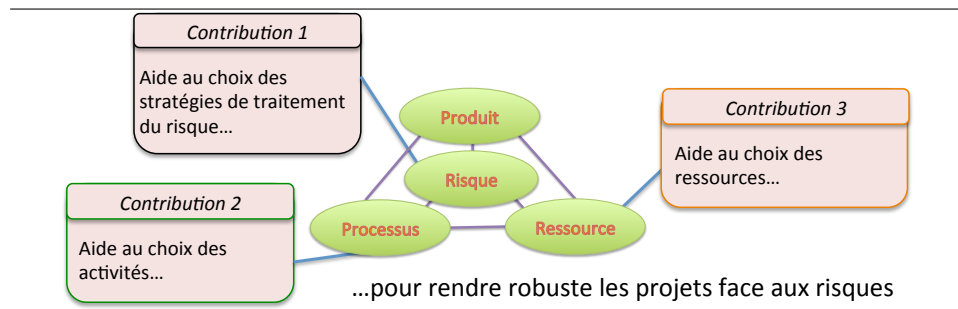 Contribution 1
Aide au choix des
stratégies de traitement
du risque…
Produit
Contribution 3
Aide au choix des
ressources…
Risque
Contribution 2
Aide au choix des
activités…
Processus
Ressource
…pour rendre robuste les projets face aux risques